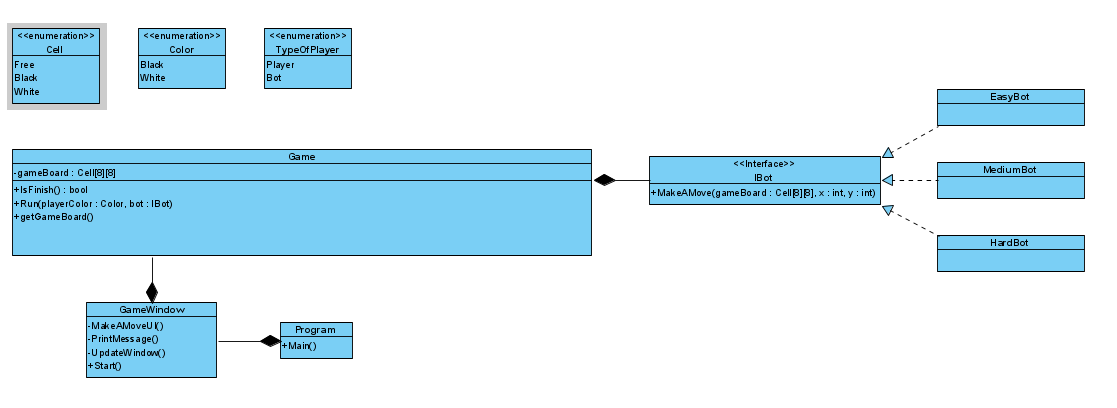 <<enumeration>>
Cell
Free
Black
White
<<enumeration>>
Color
Black
White
<<enumeration>>
TypeOfPlayer
Player
Bot
Game
-gameBoard : Cell[8][8]
+IsFinish() : bool
+Run(playerColor : Color, bot : IBot)
+getGameBoard()
<<Interface>>
IBot
+MakeAMove(gameBoard : Cell[8][8], x : int, y : int)
EasyBot
MediumBot
HardBot
GameWindow
-MakeAMoveUI()
-PrintMessage()
-UpdateWindow()
+Start()
Program
+Main()